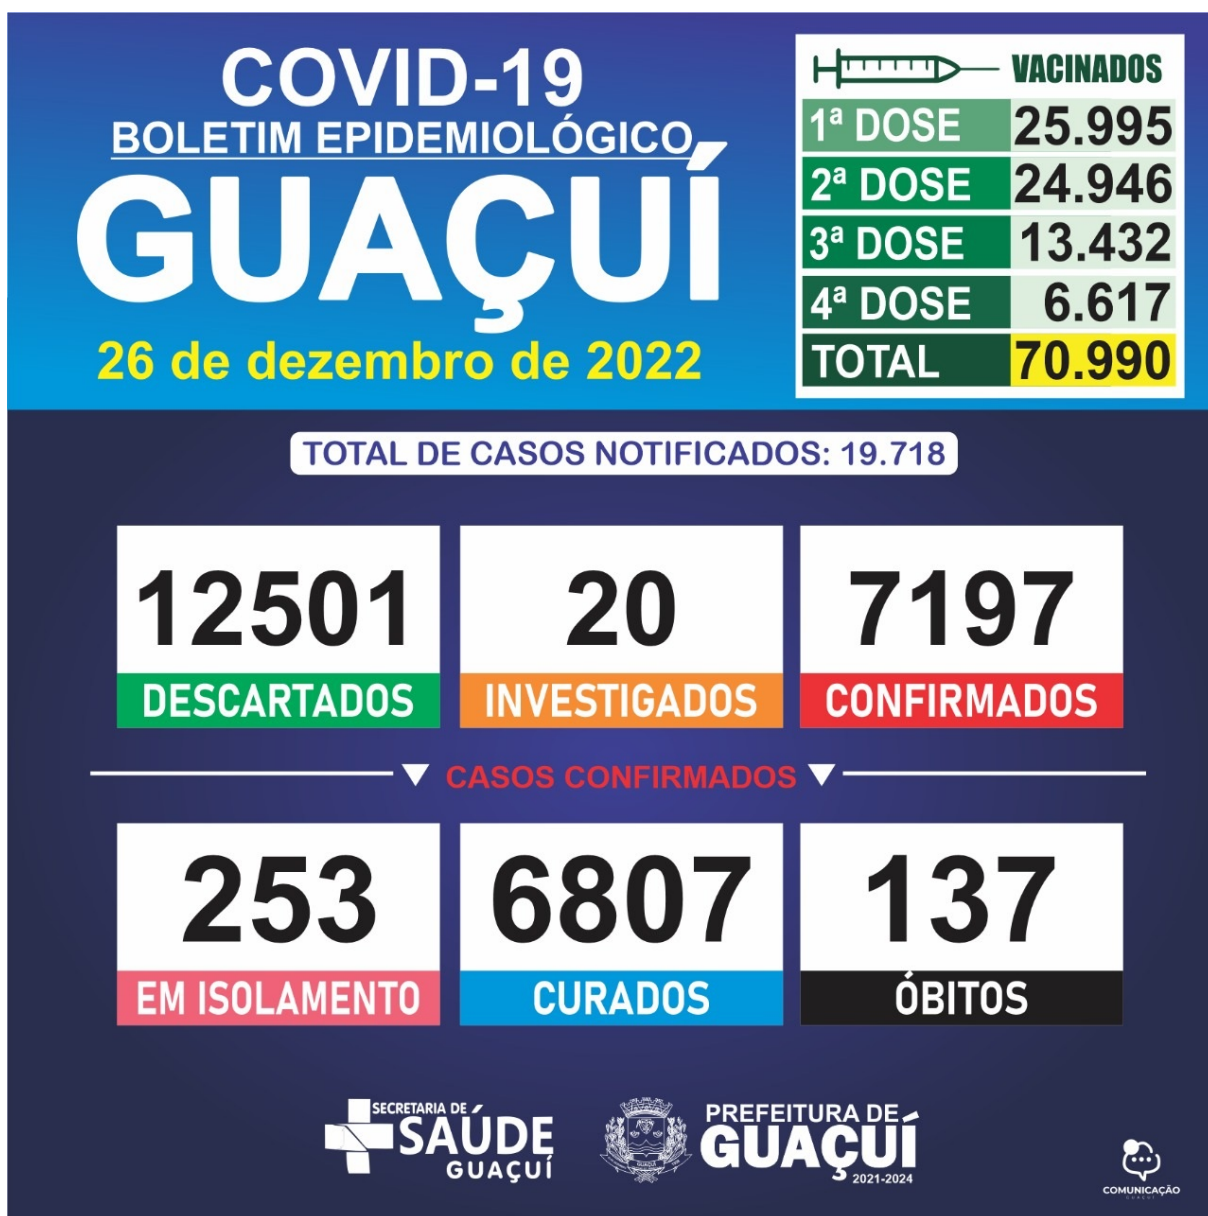 COVID-19
BOLETIM EPIDEMIOLÓGICO
GUAÇUÍ
26 de dezembro de 2022
VACINADOS
1ª DOSE 25.995
2ª DOSE 24.946
3ª DOSE 13.432
4ª DOSE 6.617
TOTAL 70.990
TOTAL DE CASOS NOTIFICADOS: 19.718
12501 20 7197
DESCARTADOS INVESTIGADOS CONFIRMADOS
CASOS CONFIRMADOS
253 6807 137
EM ISOLAMENTO CURADOS ÓBITOS
SECRETARIA DE
SAÚDE
GUAÇUÍ
PREFEITURA DE
GUAÇUÍ
2021-2024
COMUNICAÇÃO